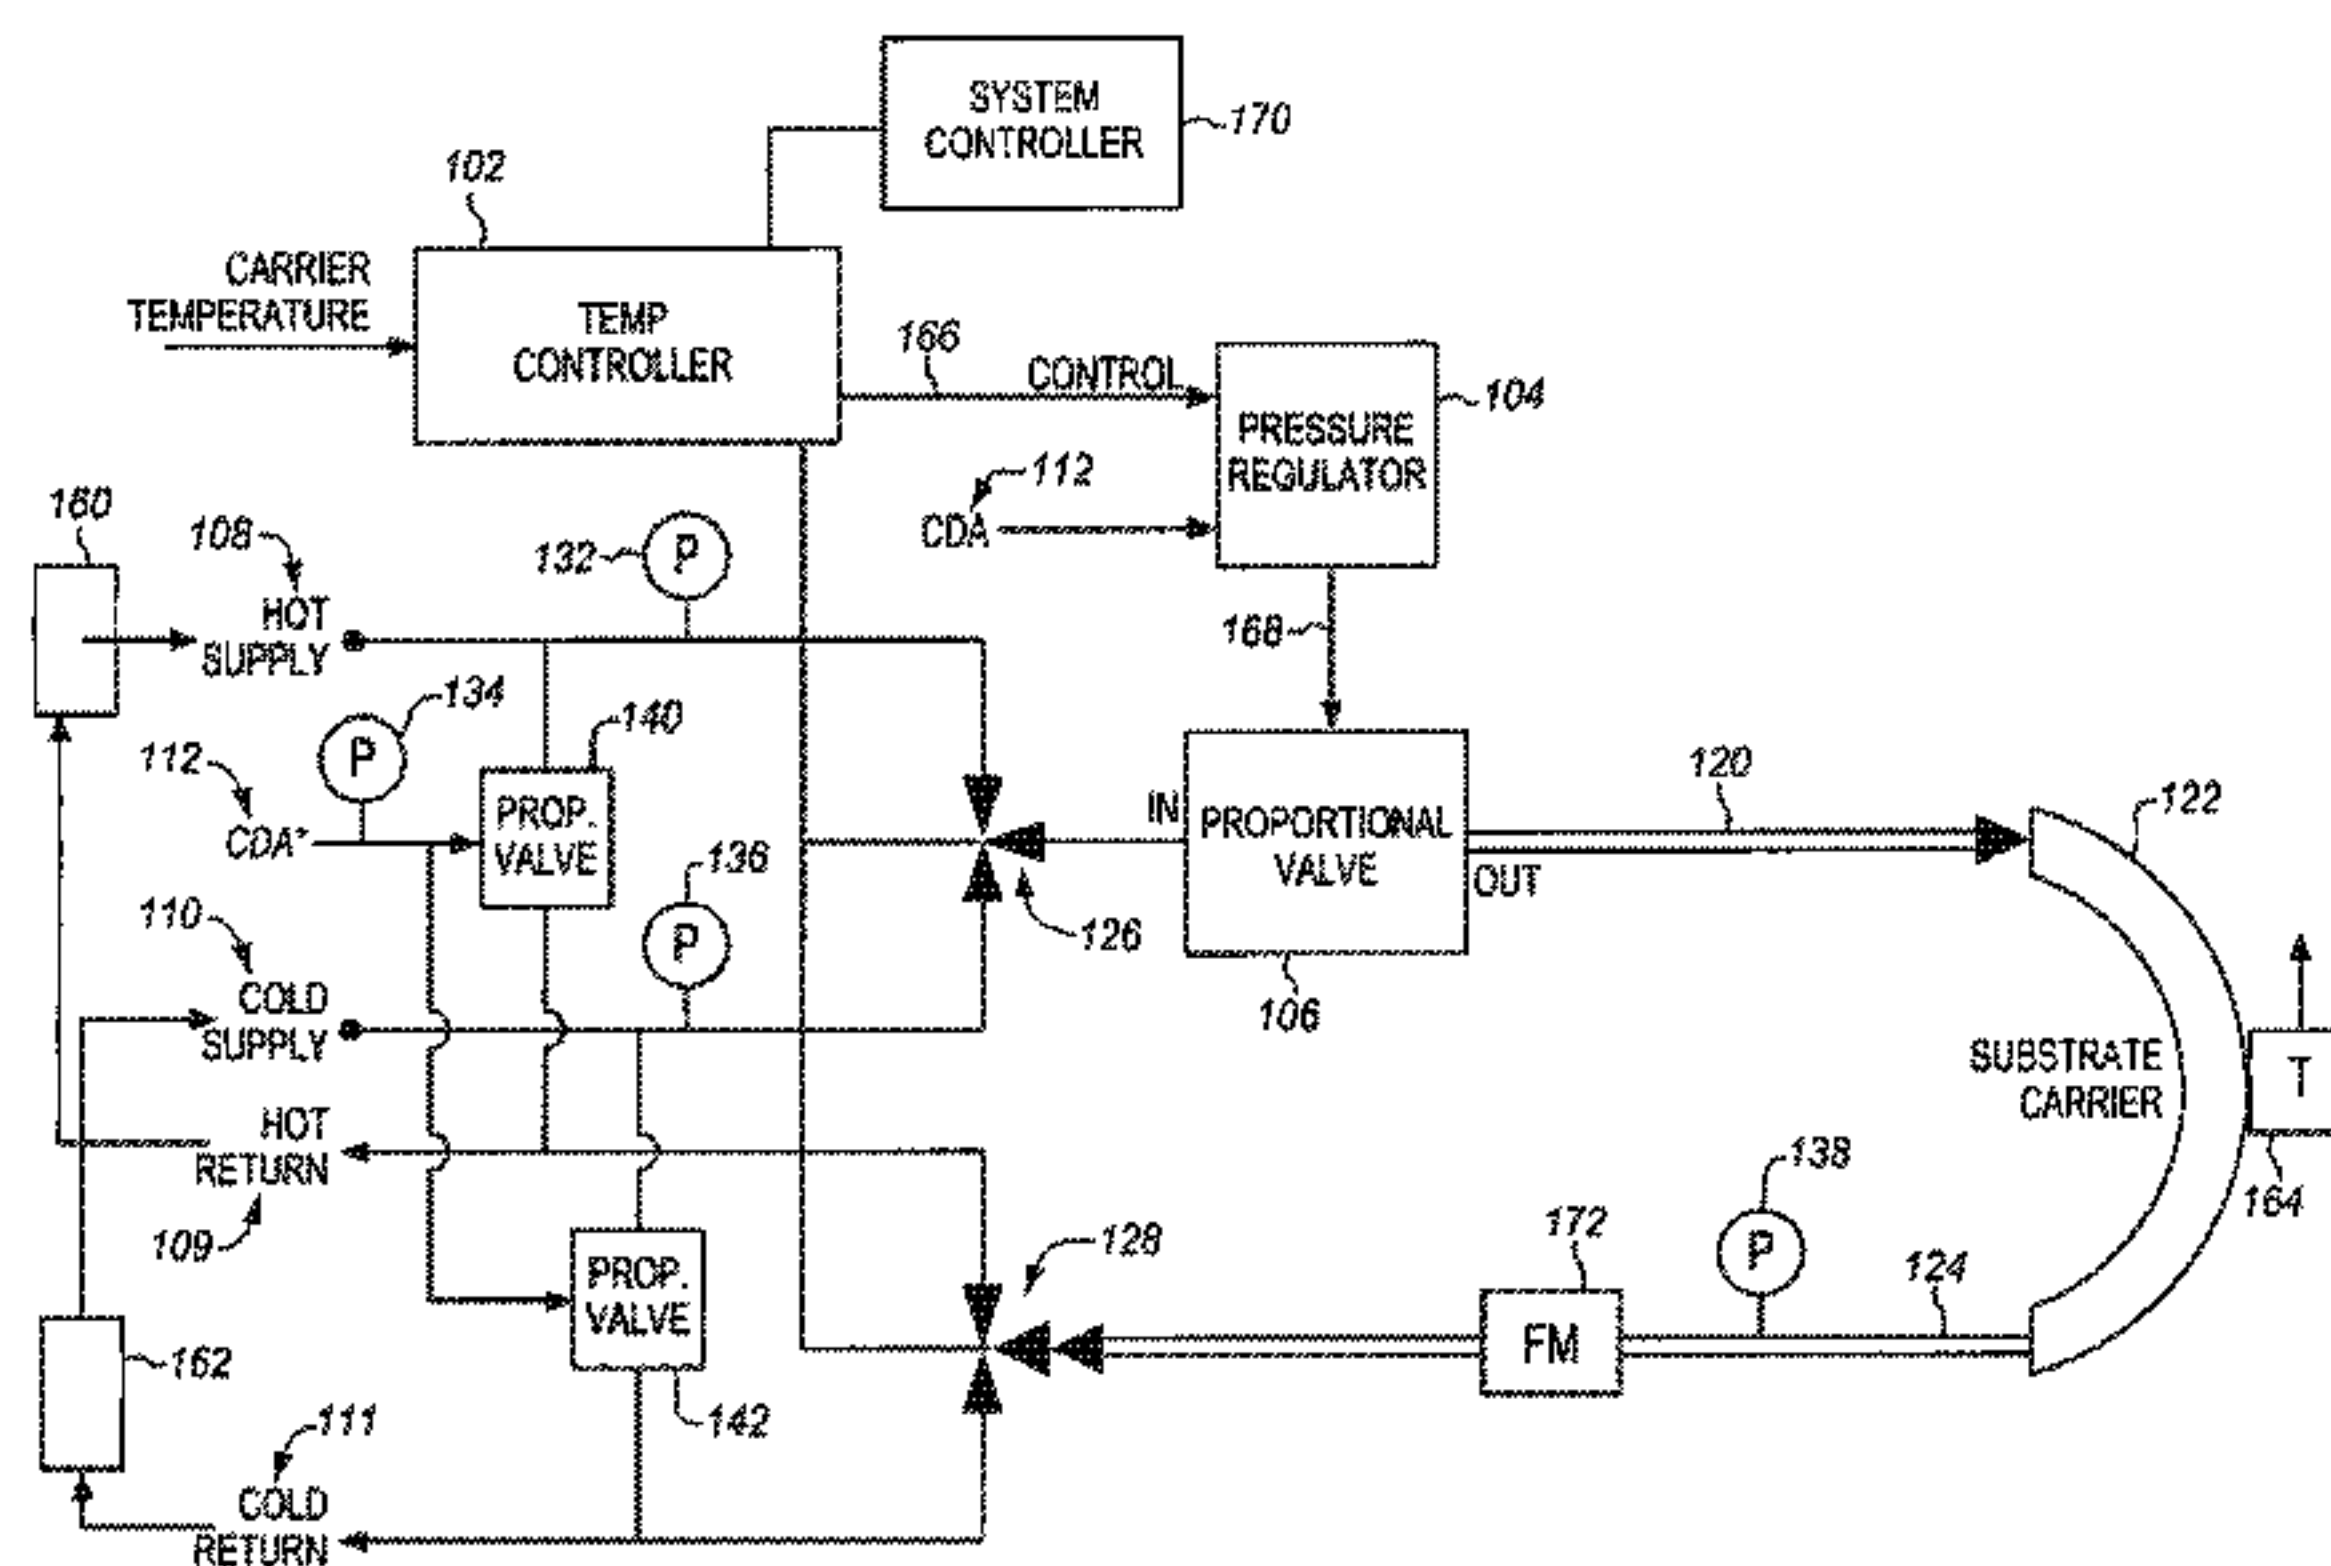 SYSTEM
CONTROLLER
170
102
CARRIER
TEMPERATURE
TEMP
CONTROLLER
166
CONTROL
104
PRESSURE
REGULATOR
112
CDA
160
108
132
P
HOT
SUPPLY
168
134
P
140
112
CDA*
PROP.
VALVE
IN
PROPORTIONAL
VALVE
OUT
120
122
136
P
126
106
110
COLD
SUPPLY
SUBSTRATE
CARRIER
T
164
HOT
RETURN
109
138
P
128
172
FM
124
PROP.
VALVE
142
162
111
COLD
RETURN